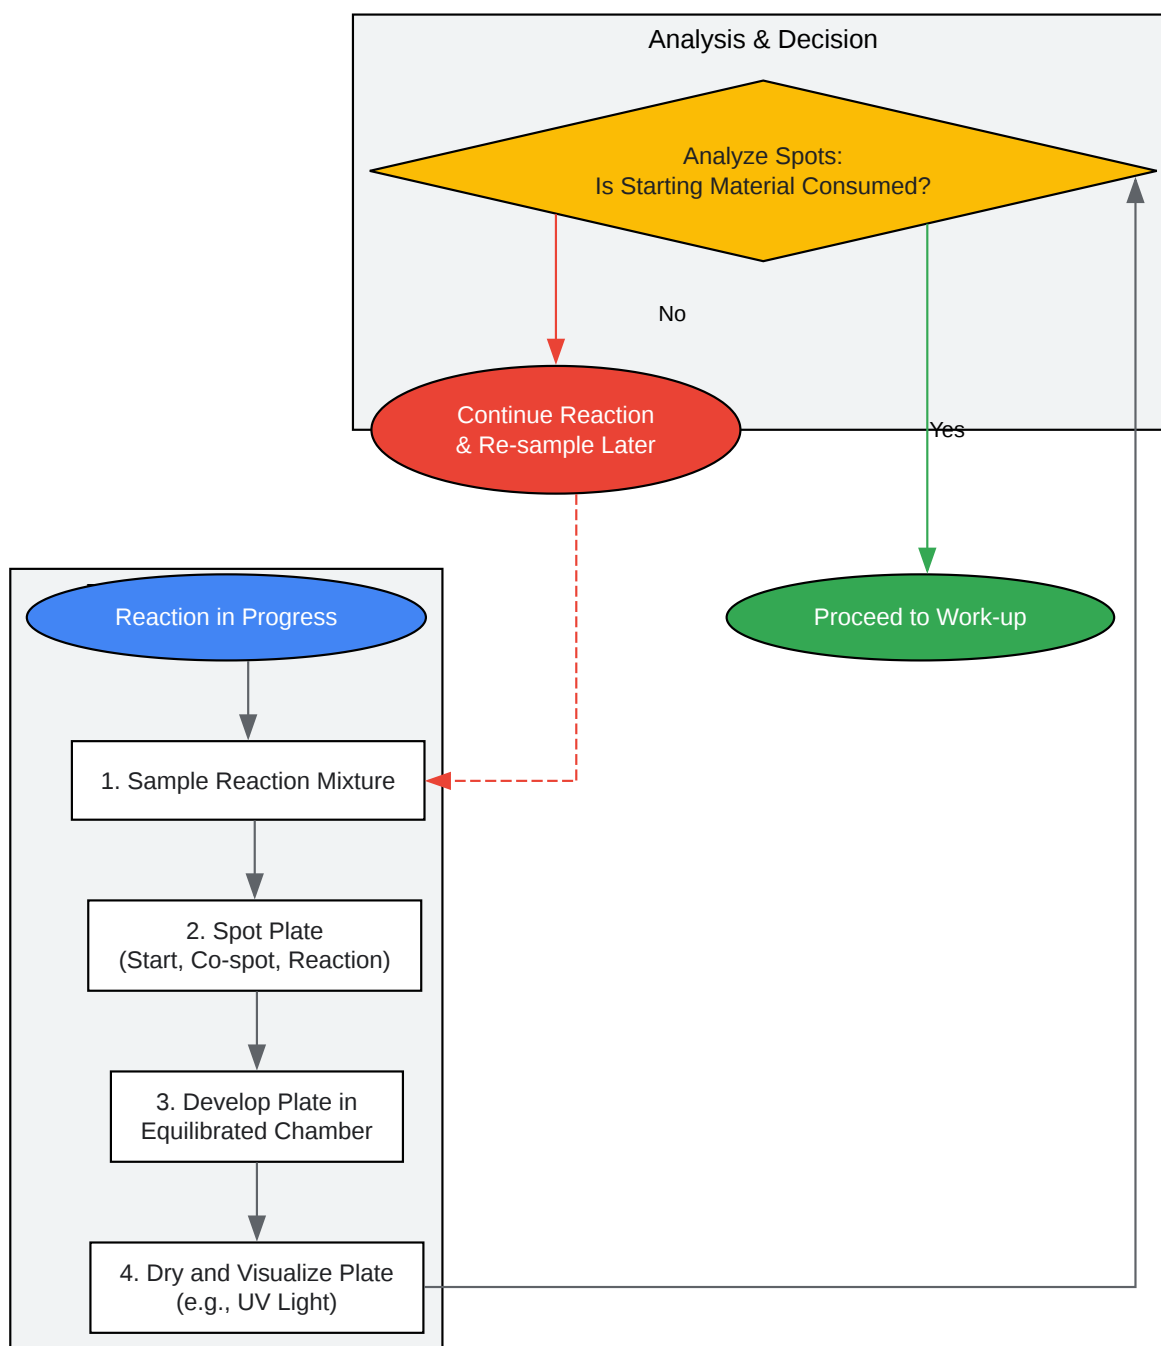 Analysis & Decision
Analyze Spots:
Is Starting Material Consumed?
No
Continue Reaction
& Re-sample Later
Yes
Reaction in Progress
Proceed to Work-up
1. Sample Reaction Mixture
2. Spot Plate
(Start, Co-spot, Reaction)
3. Develop Plate in
Equilibrated Chamber
4. Dry and Visualize Plate
(e.g., UV Light)